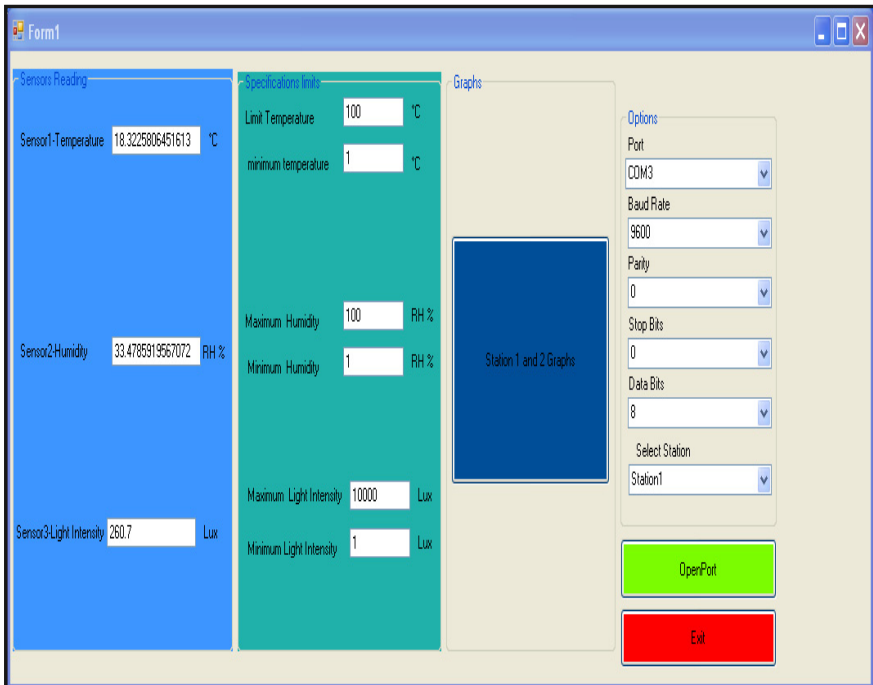 Form1
Sensors Reading
Sensor1-Temperature 18.3225806451613 °C
Sensor2-Humidity 33.4785919567072 RH %
Sensor3-Light Intensity 260.7 Lux
Specifications limits
Limit Temperature 100 °C
minimum temperature 1 °C
Maximum Humidity 100 RH %
Minimum Humidity 1 RH %
Maximum Light Intensity 10000 Lux
Minimum Light Intensity 1 Lux
Graphs
Station 1 and 2 Graphs
Options
Port
COM3
Baud Rate
9600
Parity
0
Stop Bits
0
Data Bits
8
Select Station
Station1
OpenPort
Exit